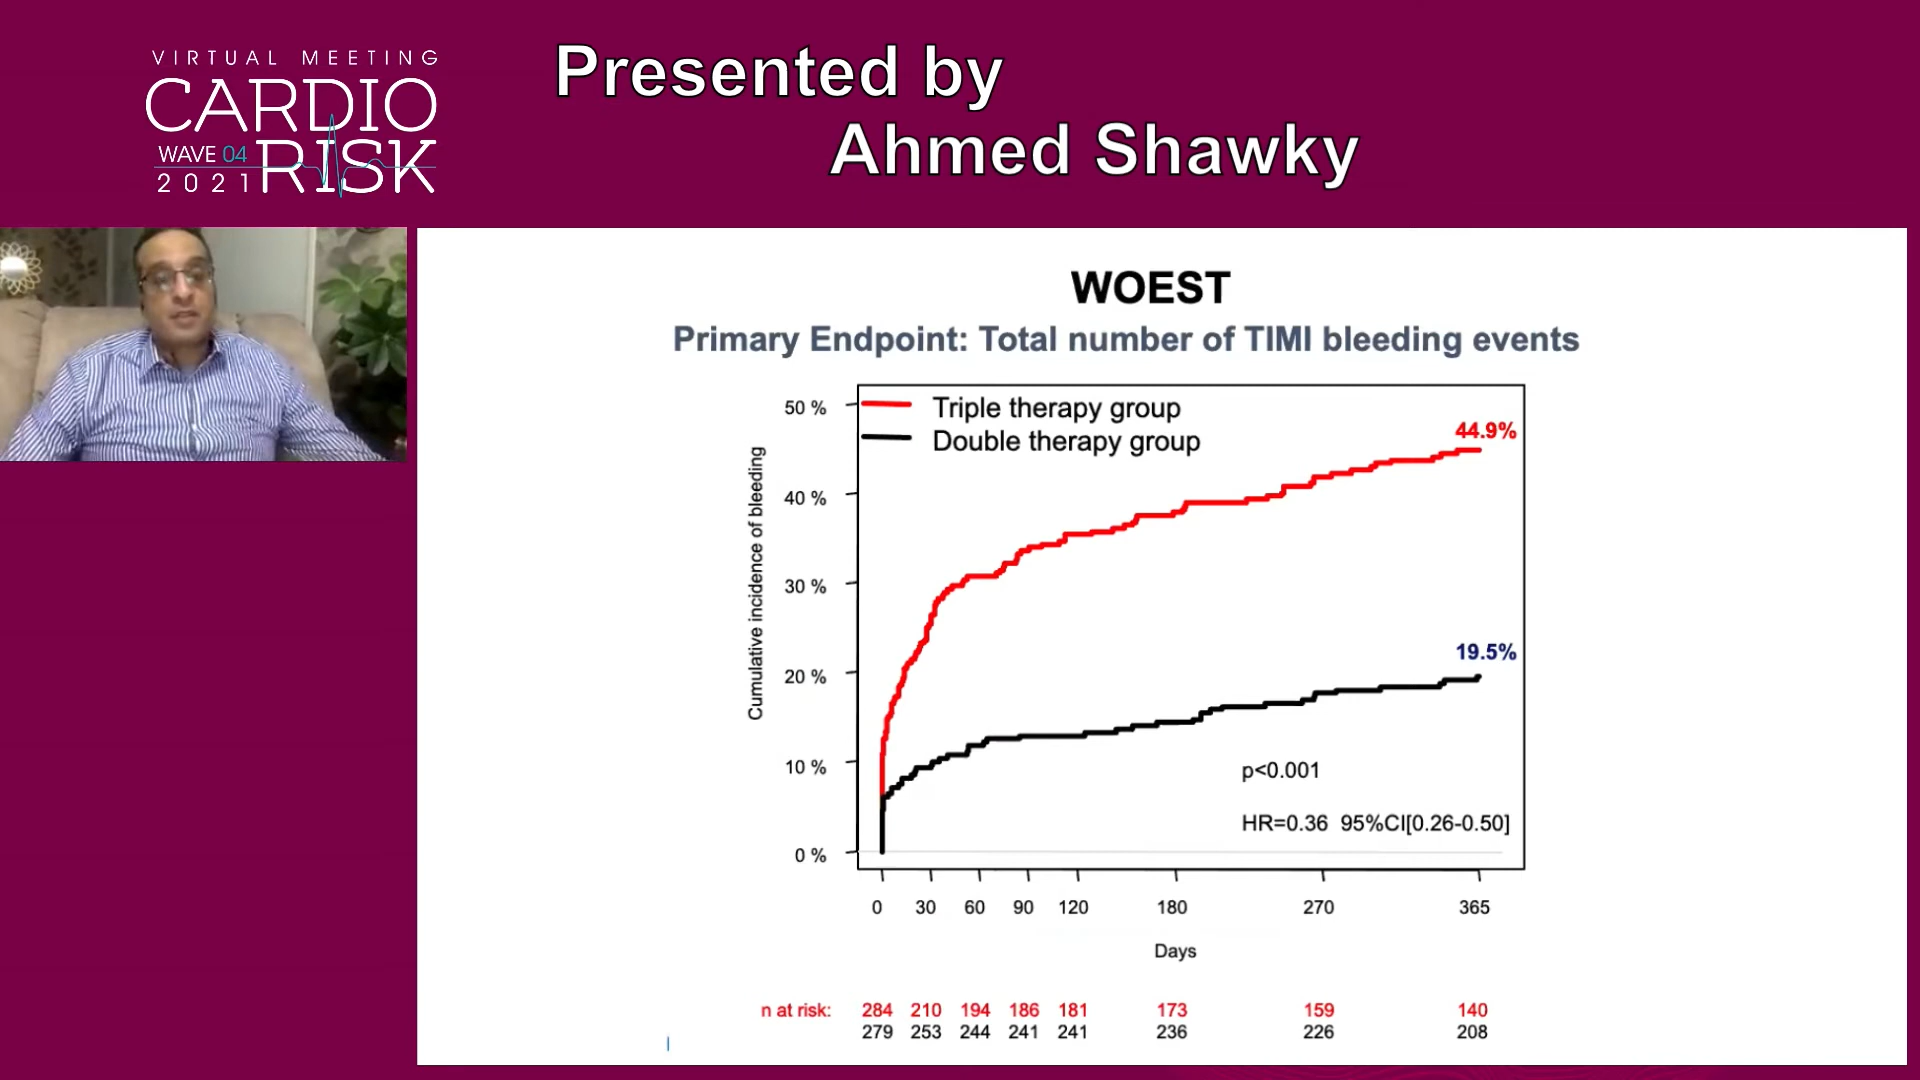 VIRTUAL MEETING
CARDIO
WAVE 04 RISK
2021
Presented by
Ahmed Shawky
WOEST
Primary Endpoint: Total number of TIMI bleeding events
Triple therapy group
Double therapy group
Cumulative incidence of bleeding
50 %
40 %
30 %
20 %
10 %
0 %
44.9%
19.5%
p<0.001
HR=0.36 95%CI[0.26-0.50]
0 30 60 90 120 180 270 365
Days
n at risk: 284 210 194 186 181 173 159 140
279 253 244 241 241 236 226 208